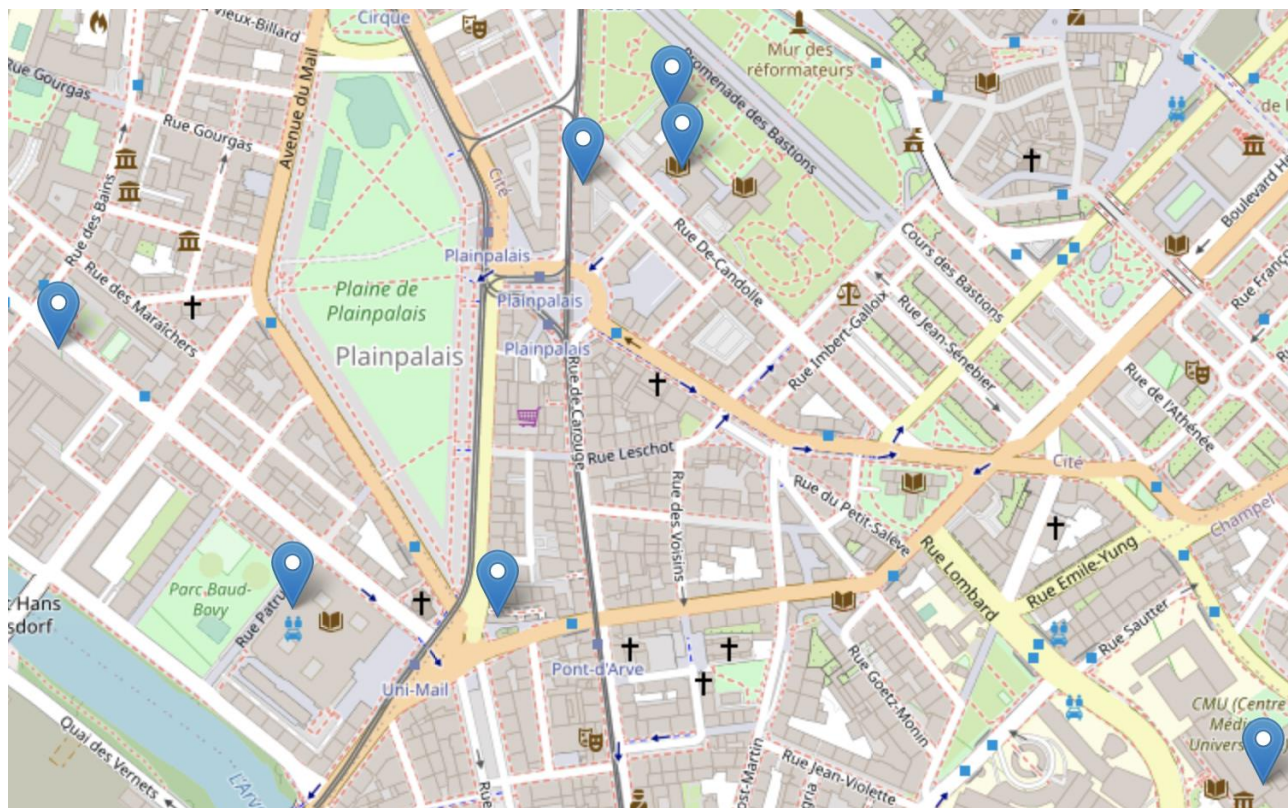 Cirque
Vieux-Billard
Rue Gourgas
Rue Gourgas
Avenue du Mail
Mur des
réformateurs
Promenade des Bastions
Cité
Rue des Bains
Rue des Maraîchers
Plainpalais
Plaine de
Plainpalais
Plainpalais
Plainpalais
Plainpalais
Rue De-Candolle
Cours des Bastions
Boulevard H
Rue Franç
Rue Imbert-Galloix
Rue Jean-Sénebier
Rue de l'Athénée
Rue de Carouge
Rue Leschot
Rue des Voisins
Rue du Petit-Salève
Cité
Champel
Rue Lombard
Rue Emile-Yung
Rue Sautter
Parc Baud-
Bovy
Rue Patru
Hans
sdorf
Uni-Mail
Pont-d'Arve
Rue Goetz-Monin
CMU (Centre
Médi
Univers
Quai des Vernets
L'Arve
Rue
ost-Martin
Rue Jean-Violette
gria